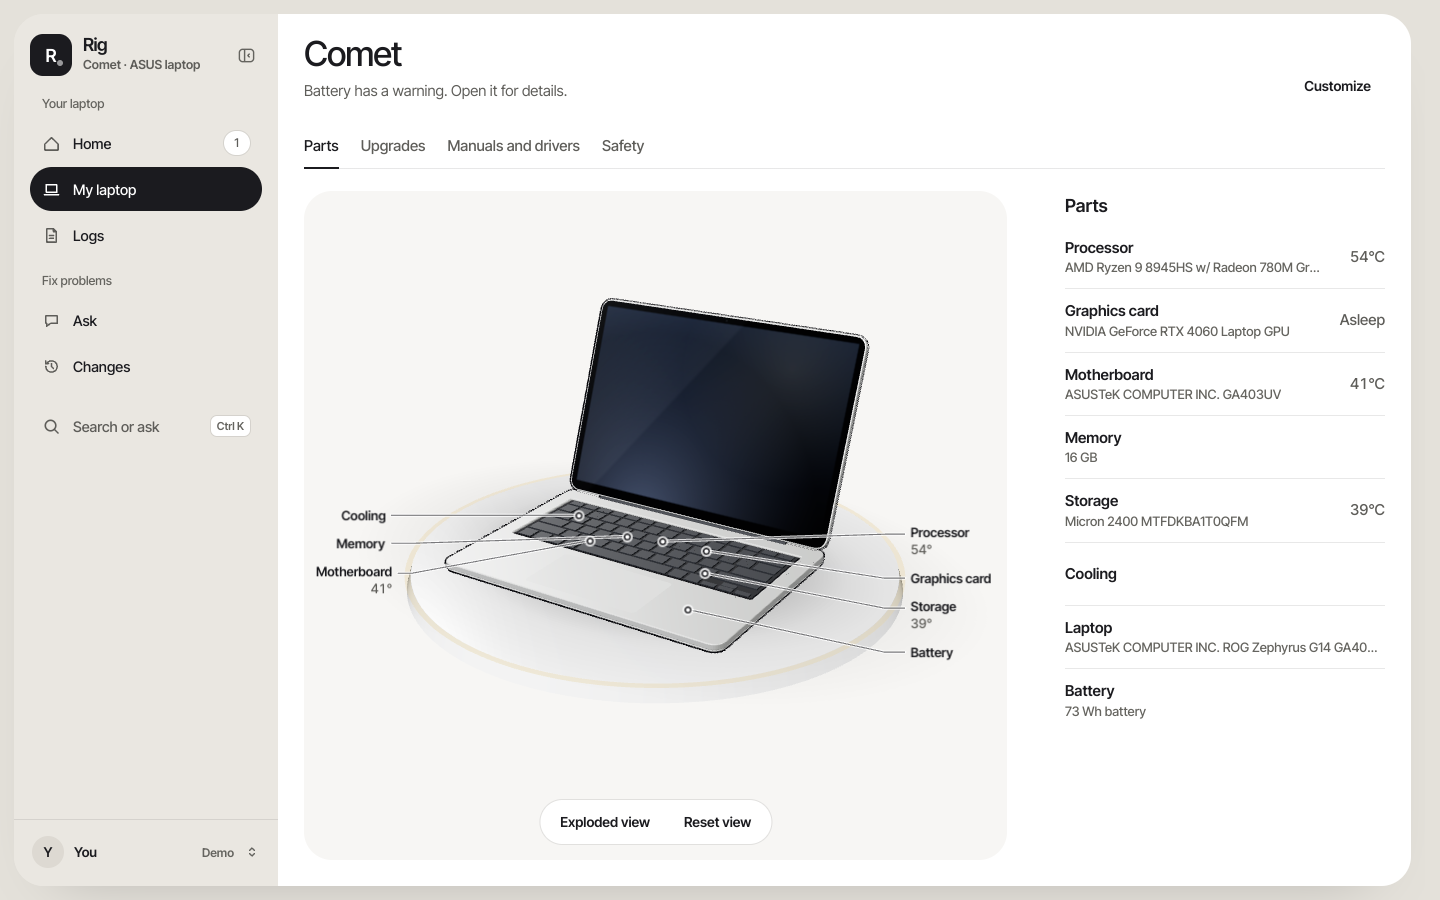 R.
Rig
Comet · ASUS laptop
Your laptop
Home
1
My laptop
Logs
Fix problems
Ask
Changes
Search or ask
Ctrl K
Y
You
Demo
Comet
Battery has a warning. Open it for details.
Customize
Parts
Upgrades
Manuals and drivers
Safety
Cooling
Memory
Motherboard
41°
Processor
54°
Graphics card
Storage
39°
Battery
Exploded view
Reset view
Parts
Processor
54°C
AMD Ryzen 9 8945HS w/ Radeon 780M Gr…
Graphics card
Asleep
NVIDIA GeForce RTX 4060 Laptop GPU
Motherboard
41°C
ASUSTeK COMPUTER INC. GA403UV
Memory
16 GB
Storage
39°C
Micron 2400 MTFDKBA1T0QFM
Cooling
Laptop
ASUSTeK COMPUTER INC. ROG Zephyrus G14 GA40…
Battery
73 Wh battery